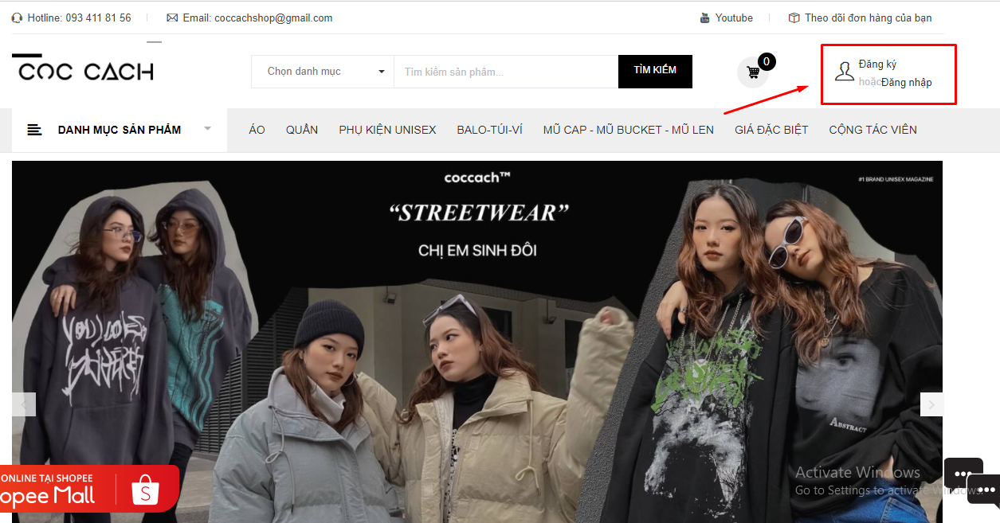 Hotline: 093 411 81 56
Email: coccachshop@gmail.com
Youtube
Theo dõi đơn hàng của bạn
COC CACH
Chọn danh mục
Tìm kiếm sản phẩm...
TÌM KIẾM
0
Đăng ký
hoặcĐăng nhập
DANH MỤC SẢN PHẨM
ÁO
QUẦN
PHỤ KIỆN UNISEX
BALO-TÚI-VÍ
MŨ CAP - MŨ BUCKET - MŨ LEN
GIÁ ĐẶC BIỆT
CỘNG TÁC VIÊN
coccach™
#1 BRAND UNISEX MAGAZINE
“STREETWEAR”
CHỊ EM SINH ĐÔI
ABSTRACT
ONLINE TẠI SHOPEE
opee Mall
S
Activate Windows
Go to Settings to activate Windows.